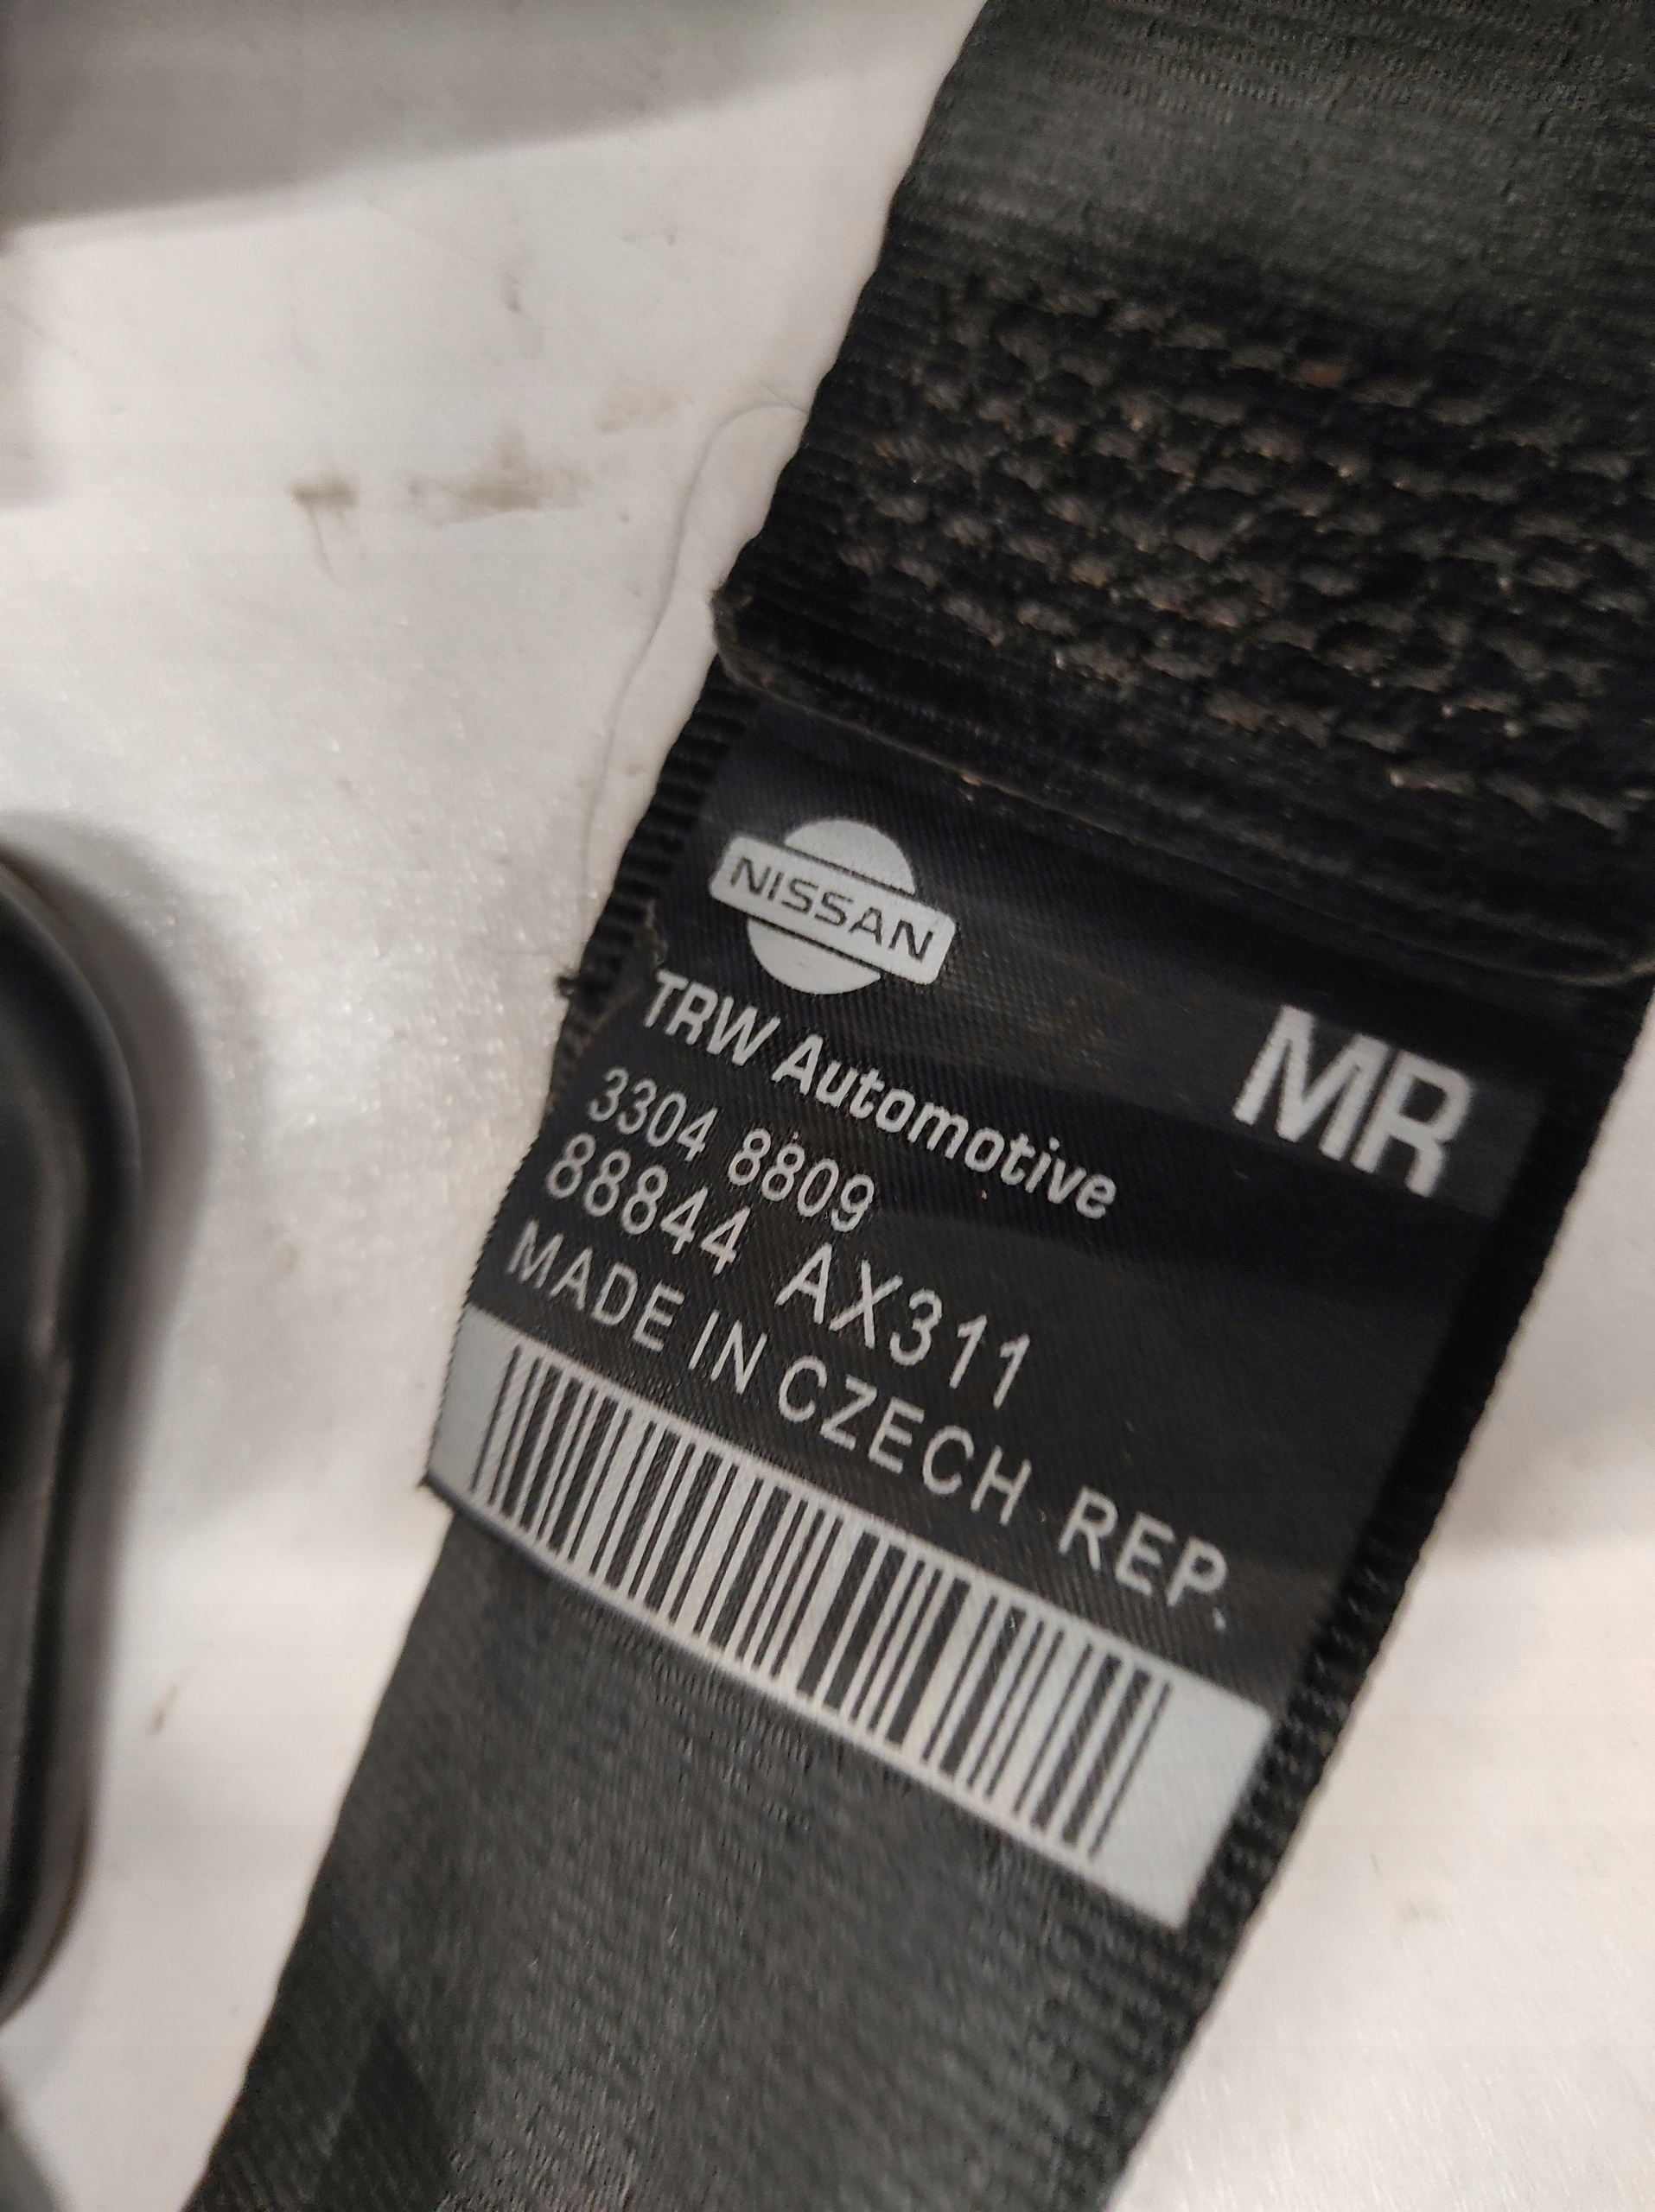 NISSAN
MR
TRW Automotive
3304 8809
88844 AX311
MADE IN CZECH REP.